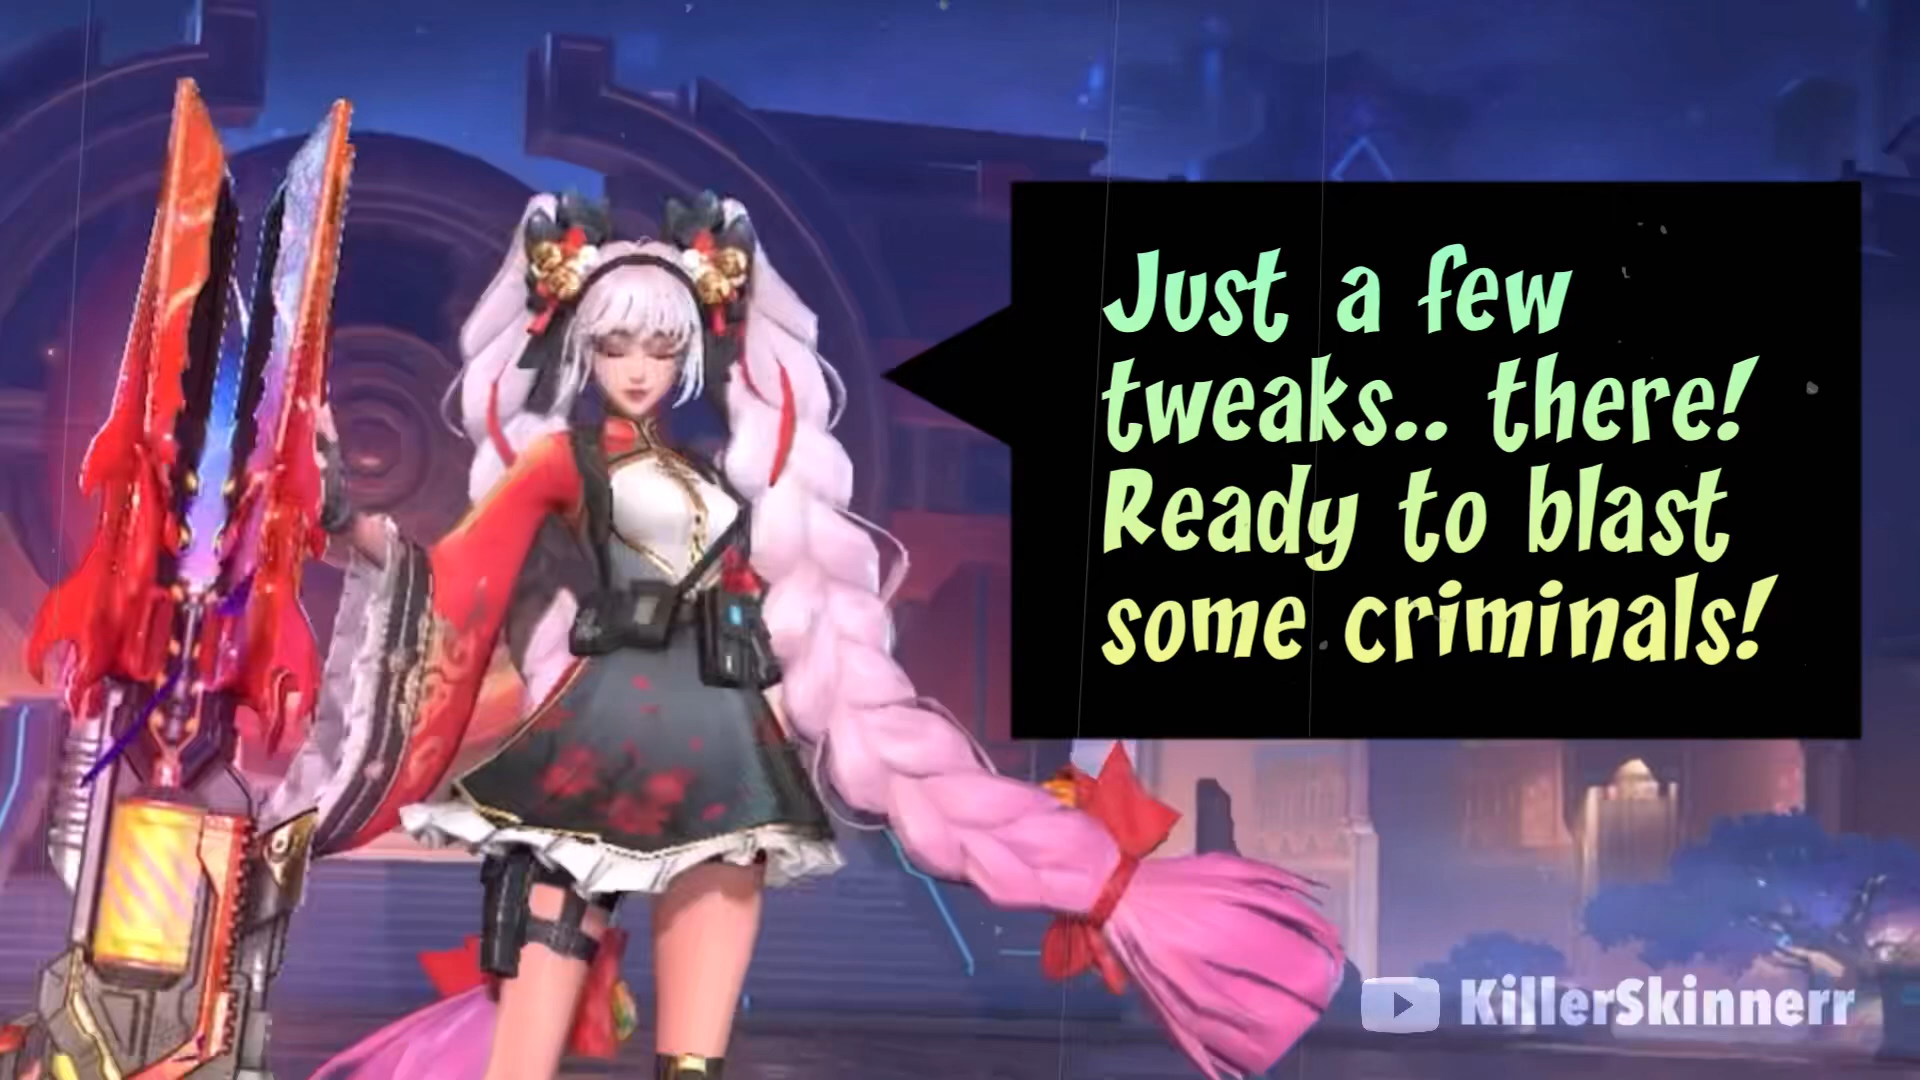 Just a few
tweaks.. there!
Ready to blast
some criminals!
KillerSkinnerr